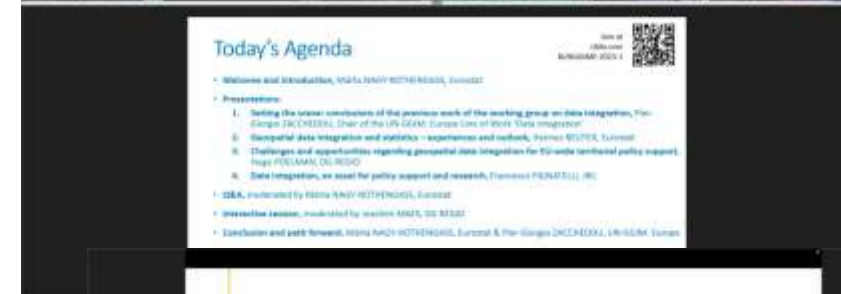 Today's Agenda
Join at
slido.com
• Welcome and introduction, Márta NAGY-ROTHENGASS, Eurostat
• Presentations:
1. Setting the scene: conclusions of the previous work of the working group on data integration, Pier-
Giorgio ZACCHEDDU, Chair of the UN-GGIM: Europe Line of Work 'Data Integration'
2. Geospatial data integration and statistics – experiences and outlook, Hannes REUTER, Eurostat
3. Challenges and opportunities regarding geospatial data integration for EU-wide territorial policy support,
Hugo POELMAN, DG REGIO
4. Data integration, an asset for policy support and research, Francesco PIGNATELLI, JRC
• Q&A, moderated by Márta NAGY-ROTHENGASS, Eurostat
• Interactive session, moderated by Joachim MAES, DG REGIO
• Conclusion and path forward, Márta NAGY-ROTHENGASS, Eurostat & Pier-Giorgio ZACCHEDDU, UN-GGIM: Europe